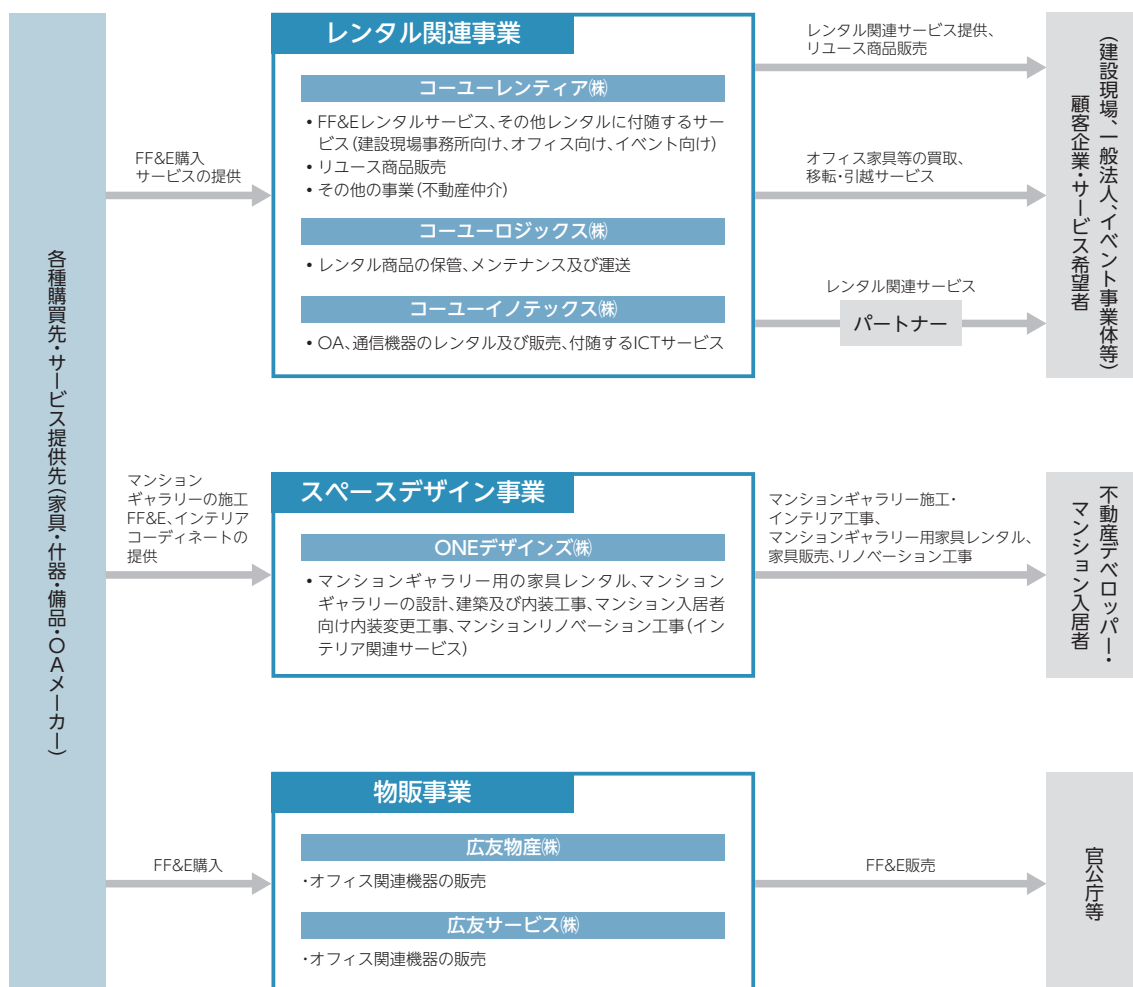 各種購買先・サービス提供先(家具・什器・備品・OAメーカー)
FF&E購入
サービスの提供
レンタル関連事業
コーユーレンティア㈱
• FF&Eレンタルサービス、その他レンタルに付随するサー
ビス(建設現場事務所向け、オフィス向け、イベント向け)
• リユース商品販売
• その他の事業(不動産仲介)
コーユーロジックス㈱
• レンタル商品の保管、メンテナンス及び運送
コーユーイノテックス㈱
• OA、通信機器のレンタル及び販売、付随するICTサービス
レンタル関連サービス提供、
リユース商品販売
オフィス家具等の買取、
移転・引越サービス
レンタル関連サービス
パートナー
顧客企業・サービス希望者
(建設現場、一般法人、イベント事業体等)
マンション
ギャラリーの施工
FF&E、インテリア
コーディネートの
提供
スペースデザイン事業
ONEデザインズ㈱
• マンションギャラリー用の家具レンタル、マンション
ギャラリーの設計、建築及び内装工事、マンション入居者
向け内装変更工事、マンションリノベーション工事(イン
テリア関連サービス)
マンションギャラリー施工・
インテリア工事、
マンションギャラリー用家具レンタル、
家具販売、リノベーション工事
不動産デベロッパー・
マンション入居者
FF&E購入
物販事業
広友物産㈱
・オフィス関連機器の販売
広友サービス㈱
・オフィス関連機器の販売
FF&E販売
官公庁等